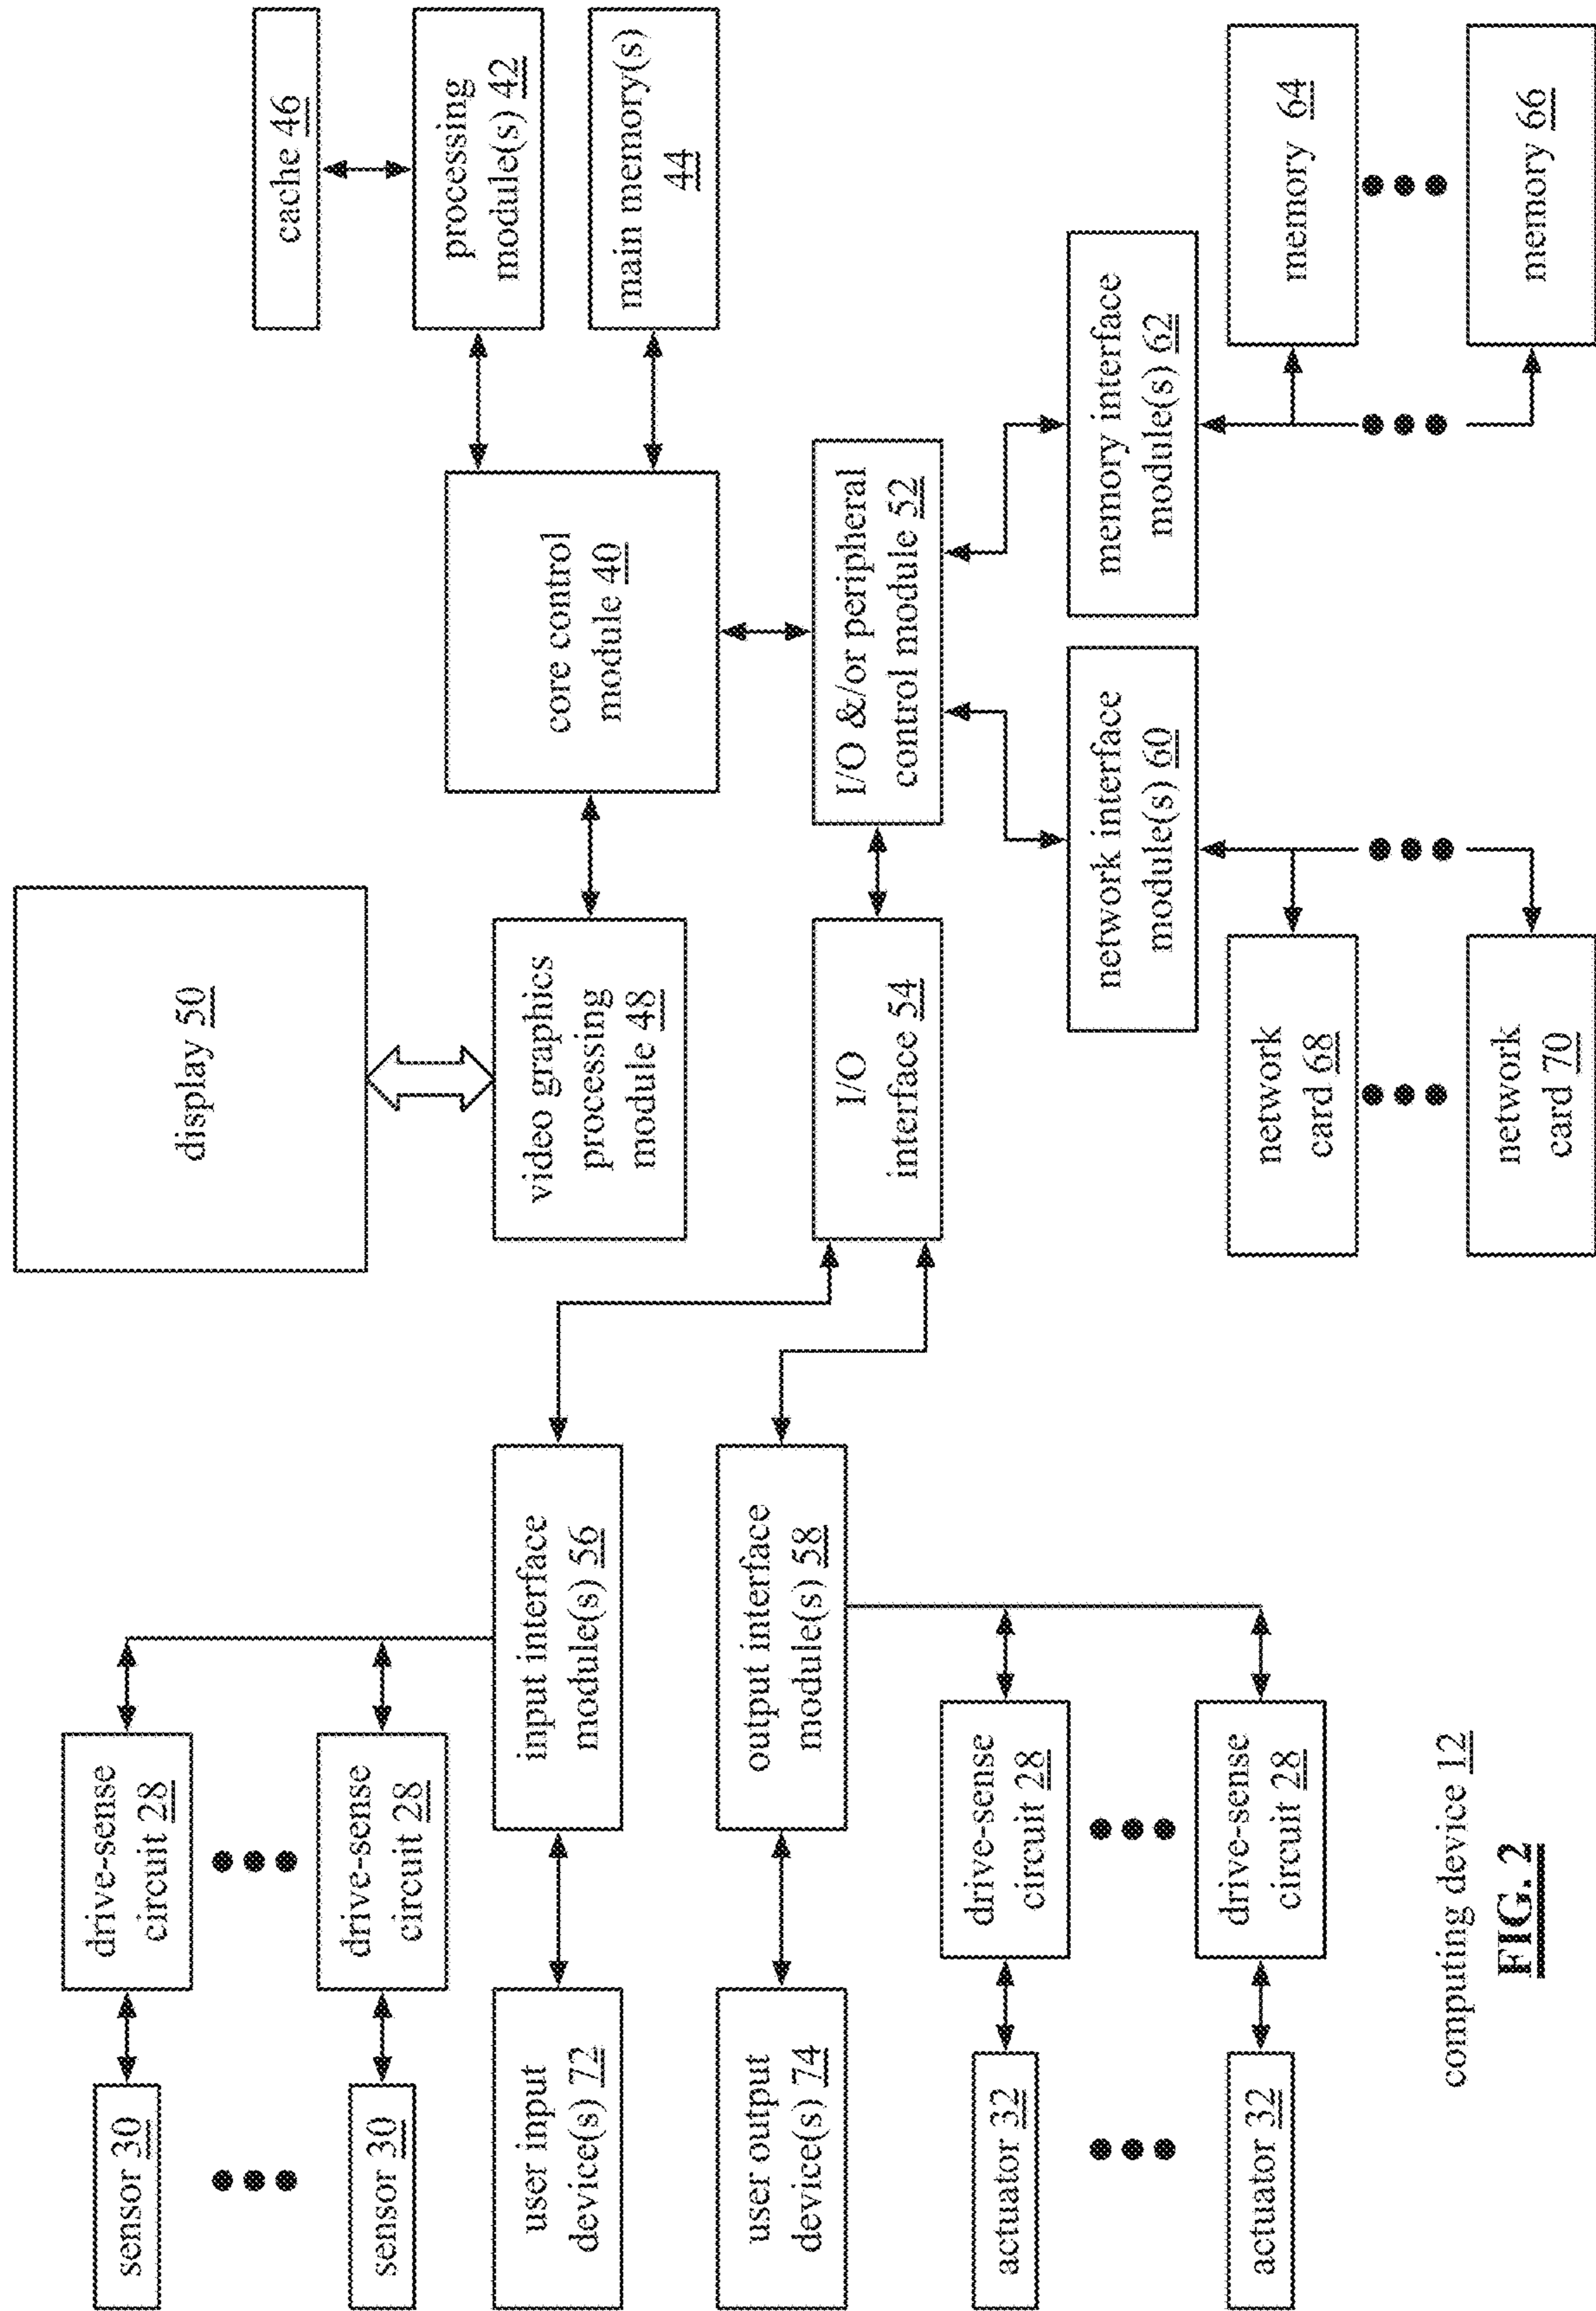 display 50
cache 46
processing
module(s) 42
main memory(s)
44
core control
module 40
video graphics
processing
module 48
I/O &/or peripheral
control module 52
I/O
interface 54
network interface
module(s) 60
memory interface
module(s) 62
memory 64
memory 66
network
card 68
network
card 70
sensor 30
drive-sense
circuit 28
sensor 30
drive-sense
circuit 28
user input
device(s) 72
input interface
module(s) 56
user output
device(s) 74
output interface
module(s) 58
actuator 32
drive-sense
circuit 28
actuator 32
drive-sense
circuit 28
computing device 12
FIG. 2